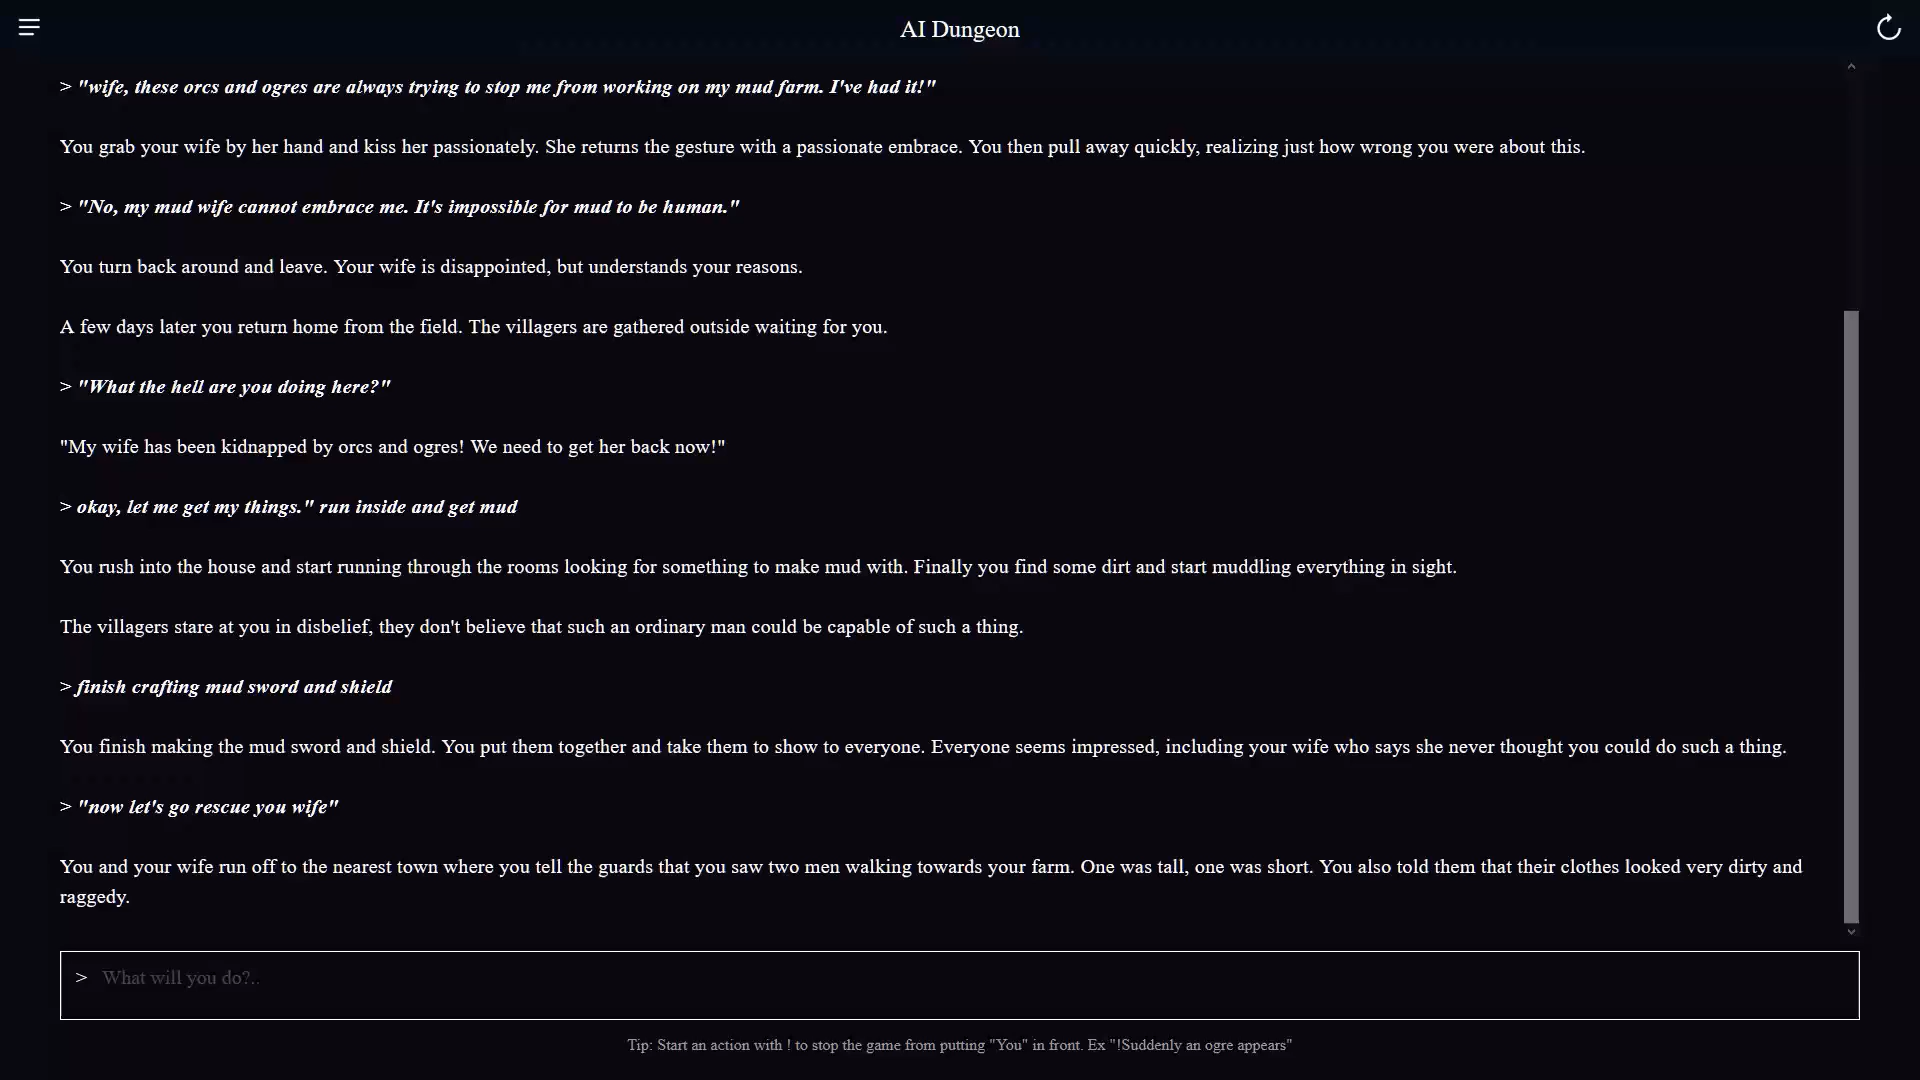 AI Dungeon
> "wife, these orcs and ogres are always trying to stop me from working on my mud farm. I've had it!"
You grab your wife by her hand and kiss her passionately. She returns the gesture with a passionate embrace. You then pull away quickly, realizing just how wrong you were about this.
> "No, my mud wife cannot embrace me. It's impossible for mud to be human."
You turn back around and leave. Your wife is disappointed, but understands your reasons.
A few days later you return home from the field. The villagers are gathered outside waiting for you.
> "What the hell are you doing here?"
"My wife has been kidnapped by orcs and ogres! We need to get her back now!"
> okay, let me get my things." run inside and get mud
You rush into the house and start running through the rooms looking for something to make mud with. Finally you find some dirt and start muddling everything in sight.
The villagers stare at you in disbelief, they don't believe that such an ordinary man could be capable of such a thing.
> finish crafting mud sword and shield
You finish making the mud sword and shield. You put them together and take them to show to everyone. Everyone seems impressed, including your wife who says she never thought you could do such a thing.
> "now let's go rescue you wife"
You and your wife run off to the nearest town where you tell the guards that you saw two men walking towards your farm. One was tall, one was short. You also told them that their clothes looked very dirty and
raggedy.
> What will you do?..
Tip: Start an action with ! to stop the game from putting "You" in front. Ex "!Suddenly an ogre appears"